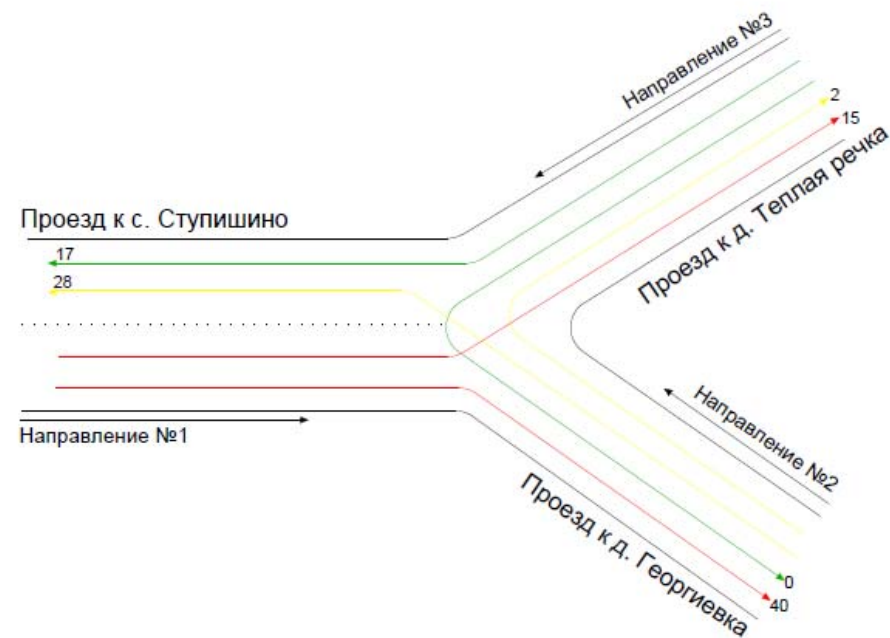 Направление №3
2
15
Проезд к д. Теплая речка
Проезд к с. Ступишино
17
28
Направление №1
Направление №2
Проезд к д. Георгиевка
0
40